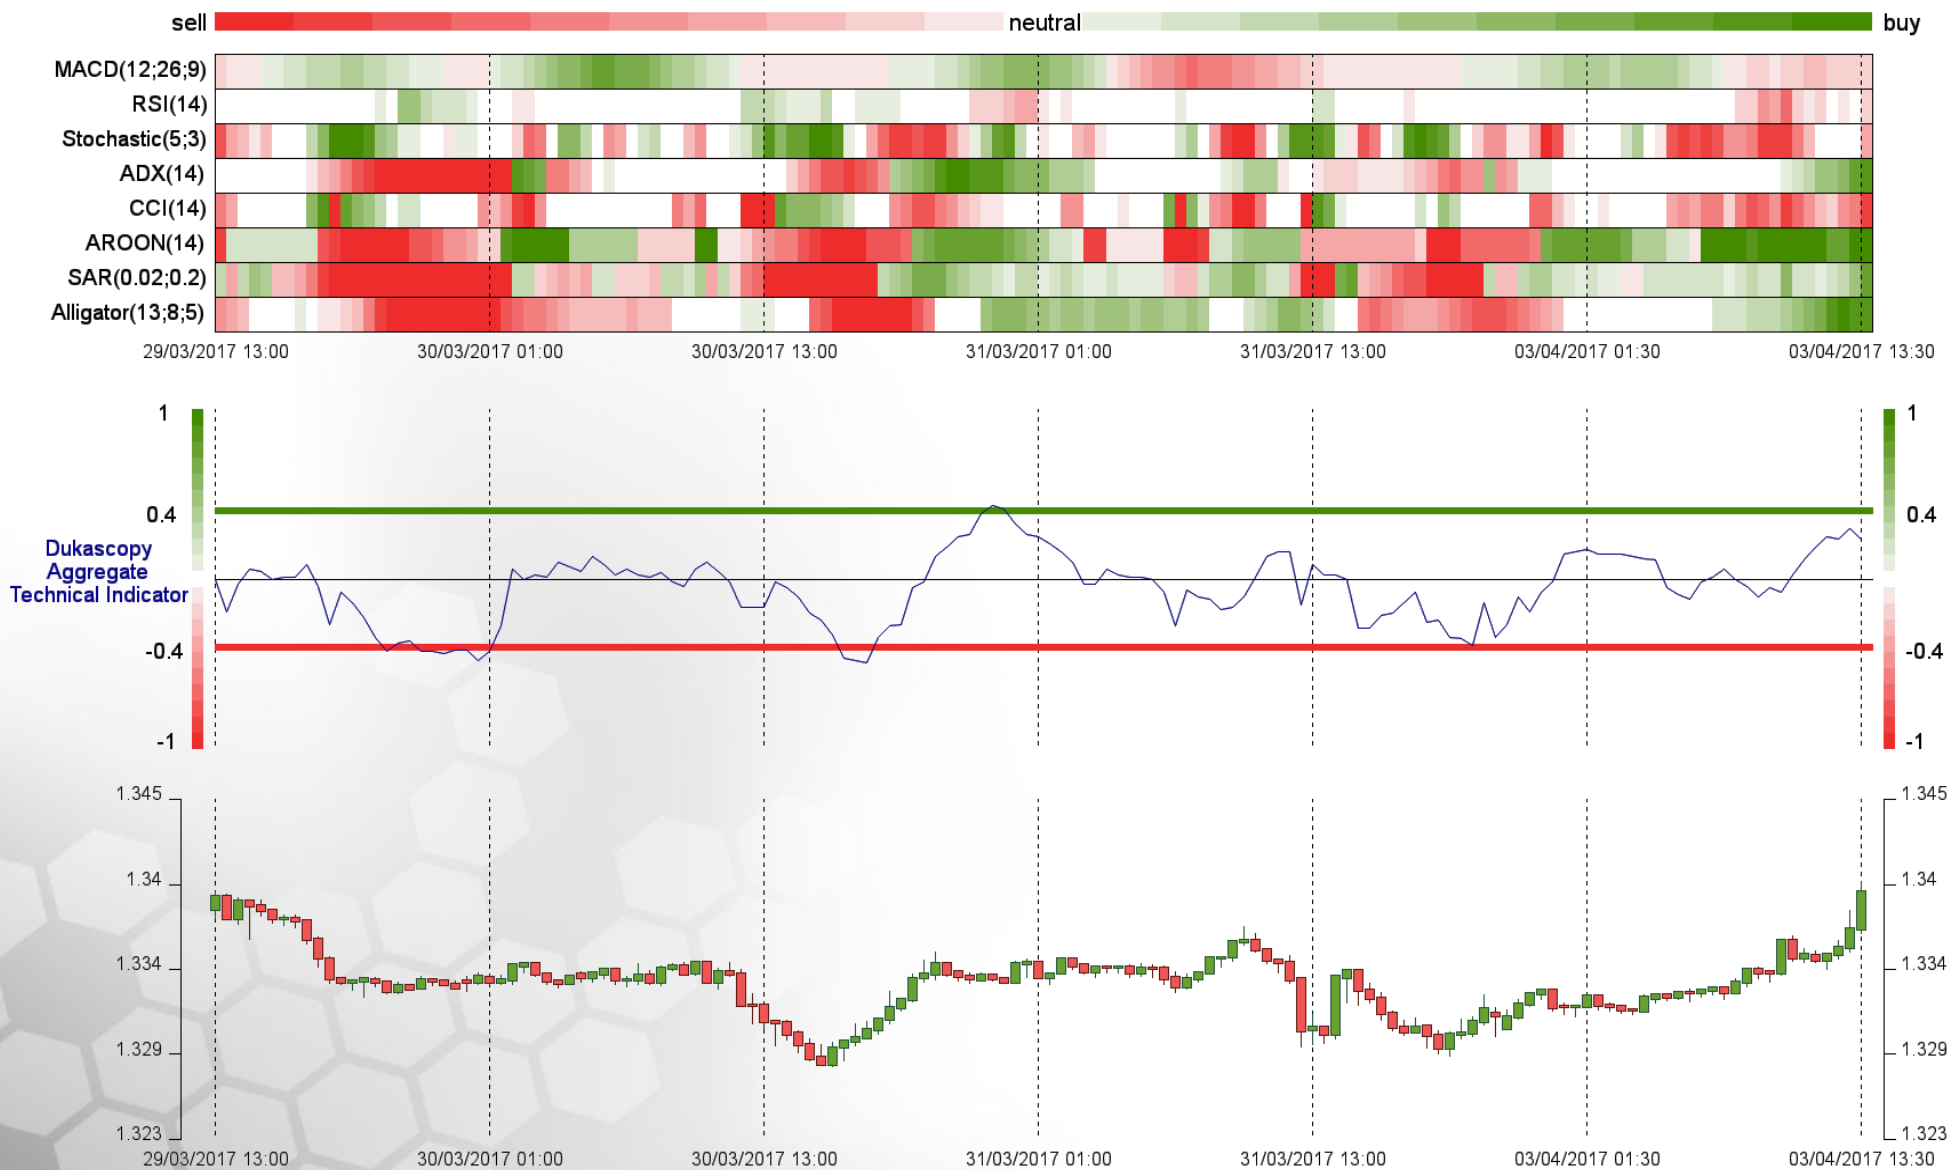 sell neutral buy
MACD(12;26;9)
RSI(14)
Stochastic(5;3)
ADX(14)
CCI(14)
AROON(14)
SAR(0.02;0.2)
Alligator(13;8;5)
29/03/2017 13:00 30/03/2017 01:00 30/03/2017 13:00 31/03/2017 01:00 31/03/2017 13:00 03/04/2017 01:30 03/04/2017 13:30
1 1
0.4 0.4
Dukascopy
Aggregate
Technical Indicator
-0.4 -0.4
-1 -1
1.345 1.345
1.34 1.34
1.334 1.334
1.329 1.329
1.323 1.323
29/03/2017 13:00 30/03/2017 01:00 30/03/2017 13:00 31/03/2017 01:00 31/03/2017 13:00 03/04/2017 01:30 03/04/2017 13:30